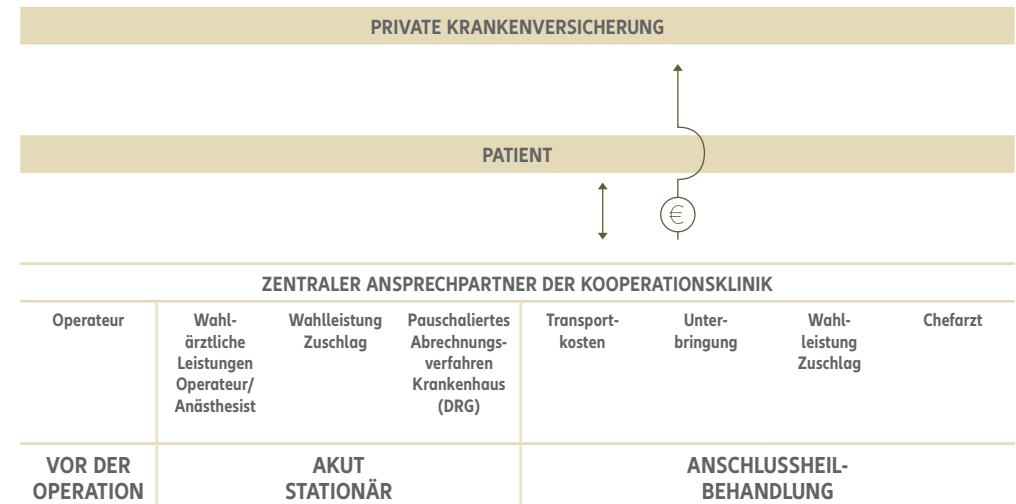 PRIVATE KRANKENVERSICHERUNG
PATIENT
€
ZENTRALER ANSPRECHPARTNER DER KOOPERATIONSKLINIK
Operateur
Wahl-
ärztliche
Leistungen
Operateur/
Anästhesist
Wahlleistung
Zuschlag
Pauschaliertes
Abrechnungs-
verfahren
Krankenhaus
(DRG)
Transport-
kosten
Unter-
bringung
Wahl-
leistung
Zuschlag
Chefarzt
VOR DER
OPERATION
AKUT
STATIONÄR
ANSCHLUSSHEIL-
BEHANDLUNG